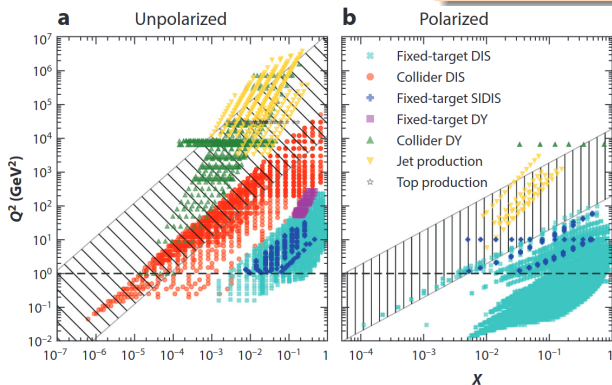 a Unpolarized
b Polarized
Q² (GeV²)
10⁷
10⁶
10⁵
10⁴
10³
10²
10¹
10⁰
10⁻¹
10⁻²
10⁻⁷ 10⁻⁶ 10⁻⁵ 10⁻⁴ 10⁻³ 10⁻² 10⁻¹ 1
Fixed-target DIS
Collider DIS
Fixed-target SIDIS
Fixed-target DY
Collider DY
Jet production
Top production
10⁻⁴ 10⁻³ 10⁻² 10⁻¹ 1
X